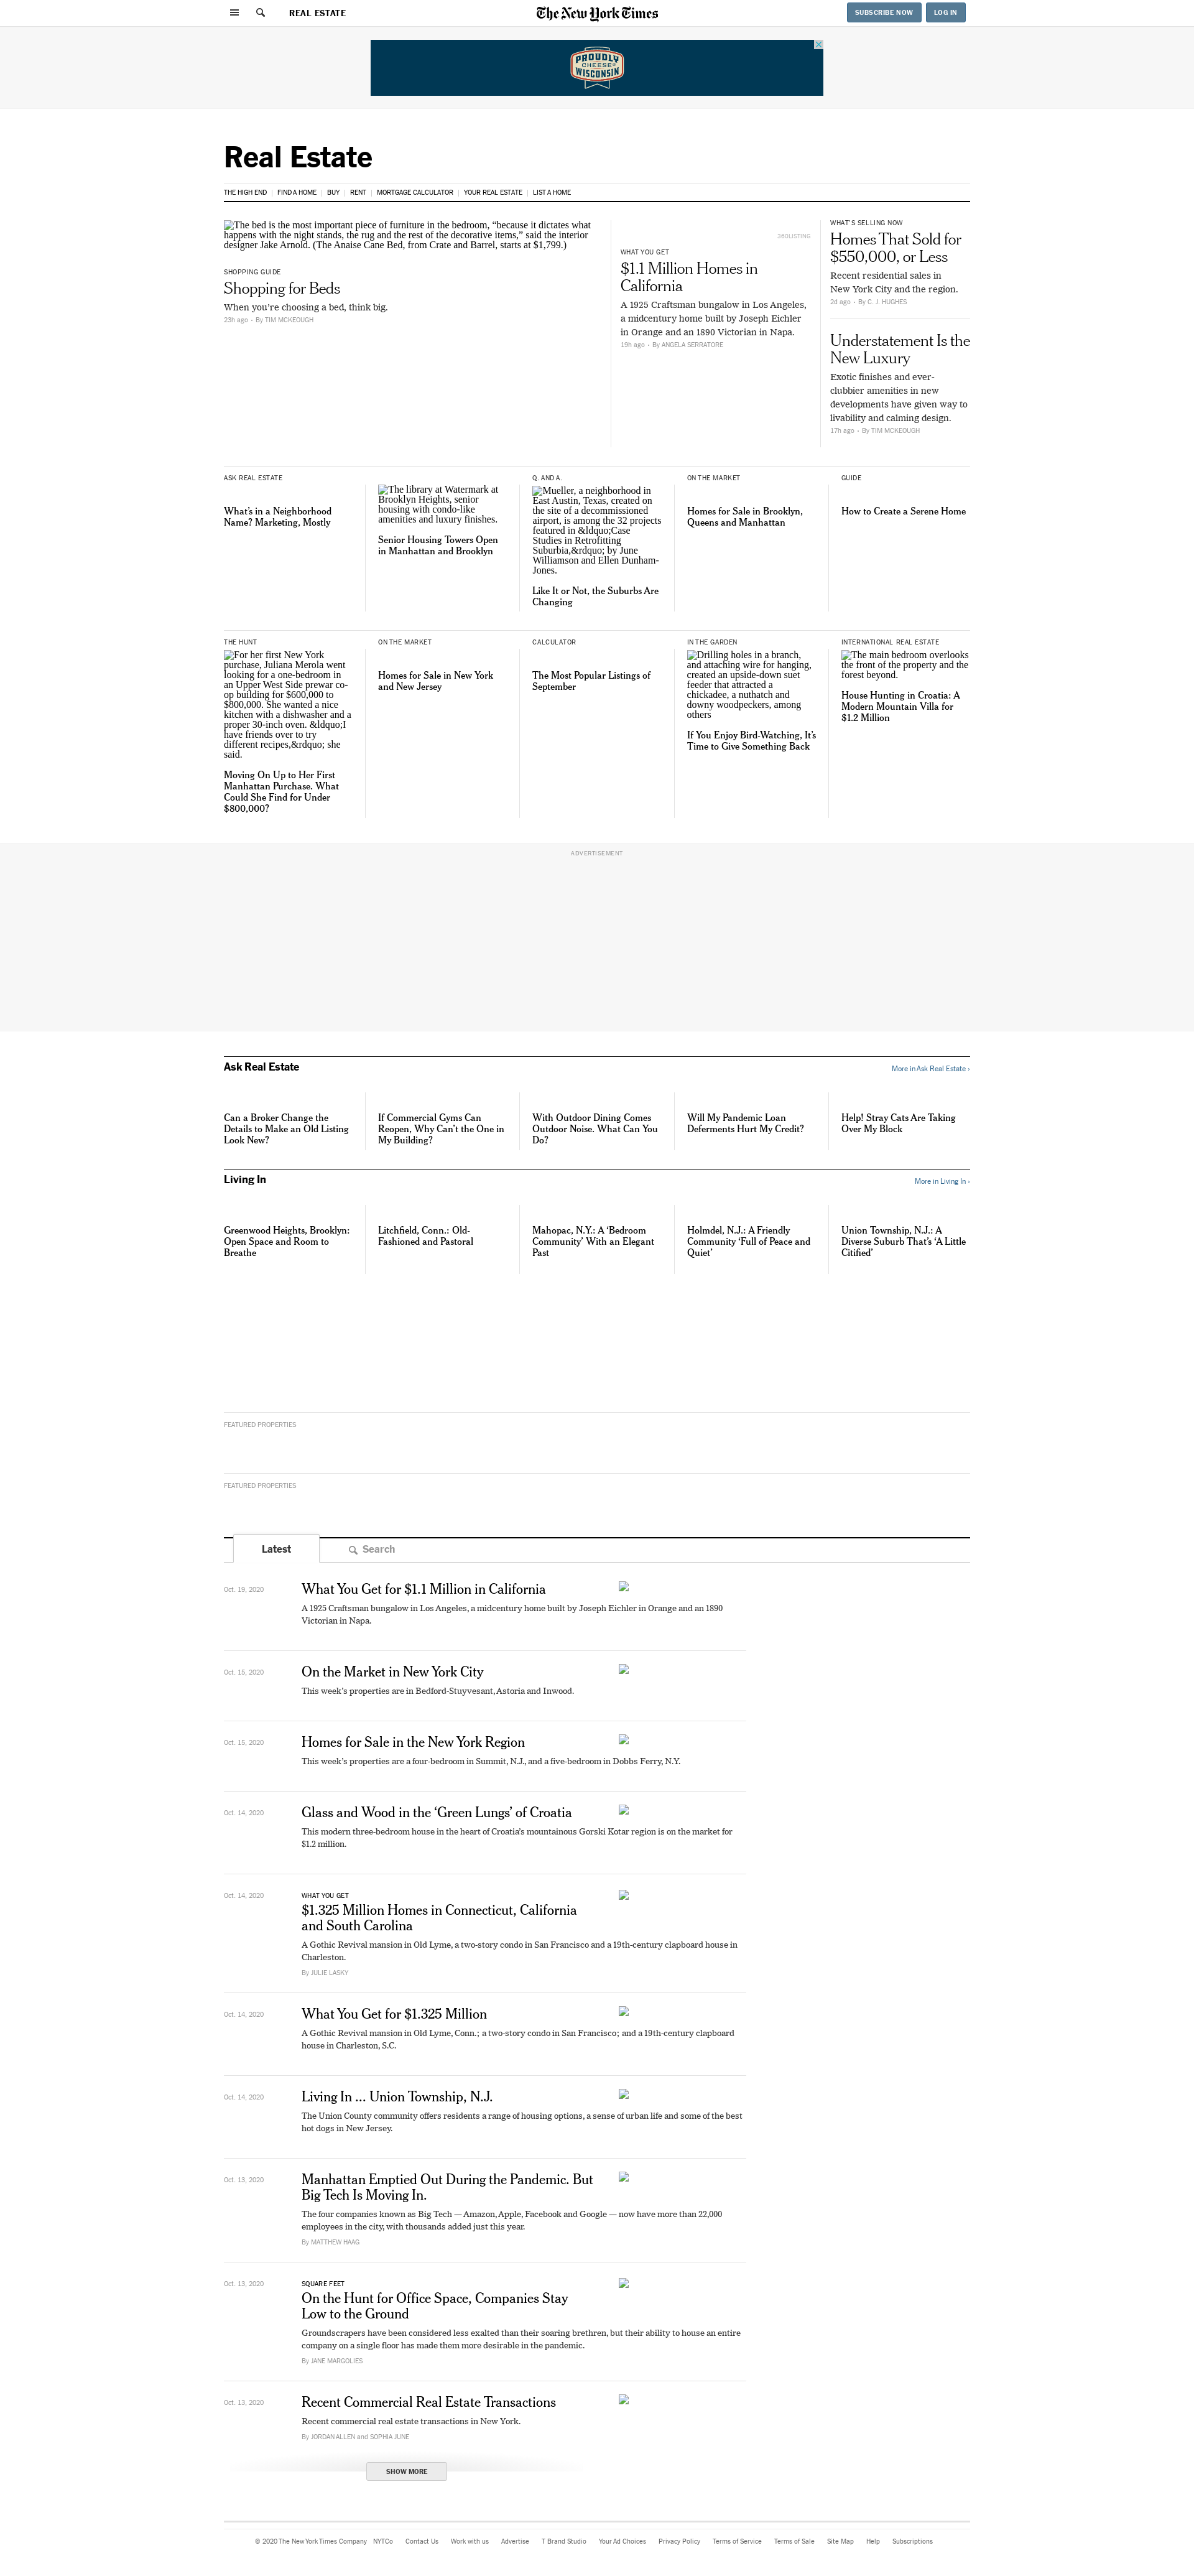 REAL ESTATE
The New York Times
SUBSCRIBE NOW
LOG IN
PROUDLY
WISCONSIN
CHEESE
Real Estate
THE HIGH END
FIND A HOME
BUY
RENT
MORTGAGE CALCULATOR
YOUR REAL ESTATE
LIST A HOME
The bed is the most important piece of furniture in the bedroom, “because it dictates what
happens with the night stands, the rug and the rest of the decorative items,” said the interior
designer Jake Arnold. (The Anaise Cane Bed, from Crate and Barrel, starts at $1,799.)
SHOPPING GUIDE
Shopping for Beds
When you’re choosing a bed, think big.
23h ago • By TIM MCKEOUGH
360LISTING
WHAT YOU GET
$1.1 Million Homes in
California
A 1925 Craftsman bungalow in Los Angeles,
a midcentury home built by Joseph Eichler
in Orange and an 1890 Victorian in Napa.
19h ago • By ANGELA SERRATORE
WHAT’S SELLING NOW
Homes That Sold for
$550,000, or Less
Recent residential sales in
New York City and the region.
2d ago • By C. J. HUGHES
Understatement Is the
New Luxury
Exotic finishes and ever-
clubbier amenities in new
developments have given way to
livability and calming design.
17h ago • By TIM MCKEOUGH
ASK REAL ESTATE
What’s in a Neighborhood
Name? Marketing, Mostly
The library at Watermark at
Brooklyn Heights, senior
housing with condo-like
amenities and luxury finishes.
Senior Housing Towers Open
in Manhattan and Brooklyn
Q. AND A.
Mueller, a neighborhood in
East Austin, Texas, created on
the site of a decommissioned
airport, is among the 32 projects
featured in &ldquo;Case
Studies in Retrofitting
Suburbia,&rdquo; by June
Williamson and Ellen Dunham-
Jones.
Like It or Not, the Suburbs Are
Changing
ON THE MARKET
Homes for Sale in Brooklyn,
Queens and Manhattan
GUIDE
How to Create a Serene Home
THE HUNT
For her first New York
purchase, Juliana Merola went
looking for a one-bedroom in
an Upper West Side prewar co-
op building for $600,000 to
$800,000. She wanted a nice
kitchen with a dishwasher and a
proper 30-inch oven. &ldquo;I
have friends over to try
different recipes,&rdquo; she
said.
Moving On Up to Her First
Manhattan Purchase. What
Could She Find for Under
$800,000?
ON THE MARKET
Homes for Sale in New York
and New Jersey
CALCULATOR
The Most Popular Listings of
September
IN THE GARDEN
Drilling holes in a branch,
and attaching wire for hanging,
created an upside-down suet
feeder that attracted a
chickadee, a nuthatch and
downy woodpeckers, among
others
If You Enjoy Bird-Watching, It’s
Time to Give Something Back
INTERNATIONAL REAL ESTATE
The main bedroom overlooks
the front of the property and the
forest beyond.
House Hunting in Croatia: A
Modern Mountain Villa for
$1.2 Million
ADVERTISEMENT
Ask Real Estate
More in Ask Real Estate ›
Can a Broker Change the
Details to Make an Old Listing
Look New?
If Commercial Gyms Can
Reopen, Why Can’t the One in
My Building?
With Outdoor Dining Comes
Outdoor Noise. What Can You
Do?
Will My Pandemic Loan
Deferments Hurt My Credit?
Help! Stray Cats Are Taking
Over My Block
Living In
More in Living In ›
Greenwood Heights, Brooklyn:
Open Space and Room to
Breathe
Litchfield, Conn.: Old-
Fashioned and Pastoral
Mahopac, N.Y.: A ‘Bedroom
Community’ With an Elegant
Past
Holmdel, N.J.: A Friendly
Community ‘Full of Peace and
Quiet’
Union Township, N.J.: A
Diverse Suburb That’s ‘A Little
Citified’
FEATURED PROPERTIES
FEATURED PROPERTIES
Latest
Search
Oct. 19, 2020
What You Get for $1.1 Million in California
A 1925 Craftsman bungalow in Los Angeles, a midcentury home built by Joseph Eichler in Orange and an 1890
Victorian in Napa.
Oct. 15, 2020
On the Market in New York City
This week’s properties are in Bedford-Stuyvesant, Astoria and Inwood.
Oct. 15, 2020
Homes for Sale in the New York Region
This week’s properties are a four-bedroom in Summit, N.J., and a five-bedroom in Dobbs Ferry, N.Y.
Oct. 14, 2020
Glass and Wood in the ‘Green Lungs’ of Croatia
This modern three-bedroom house in the heart of Croatia’s mountainous Gorski Kotar region is on the market for
$1.2 million.
Oct. 14, 2020
WHAT YOU GET
$1.325 Million Homes in Connecticut, California
and South Carolina
A Gothic Revival mansion in Old Lyme, a two-story condo in San Francisco and a 19th-century clapboard house in
Charleston.
By JULIE LASKY
Oct. 14, 2020
What You Get for $1.325 Million
A Gothic Revival mansion in Old Lyme, Conn.; a two-story condo in San Francisco; and a 19th-century clapboard
house in Charleston, S.C.
Oct. 14, 2020
Living In ... Union Township, N.J.
The Union County community offers residents a range of housing options, a sense of urban life and some of the best
hot dogs in New Jersey.
Oct. 13, 2020
Manhattan Emptied Out During the Pandemic. But
Big Tech Is Moving In.
The four companies known as Big Tech — Amazon, Apple, Facebook and Google — now have more than 22,000
employees in the city, with thousands added just this year.
By MATTHEW HAAG
Oct. 13, 2020
SQUARE FEET
On the Hunt for Office Space, Companies Stay
Low to the Ground
Groundscrapers have been considered less exalted than their soaring brethren, but their ability to house an entire
company on a single floor has made them more desirable in the pandemic.
By JANE MARGOLIES
Oct. 13, 2020
Recent Commercial Real Estate Transactions
Recent commercial real estate transactions in New York.
By JORDAN ALLEN and SOPHIA JUNE
SHOW MORE
© 2020 The New York Times Company
NYTCo
Contact Us
Work with us
Advertise
T Brand Studio
Your Ad Choices
Privacy Policy
Terms of Service
Terms of Sale
Site Map
Help
Subscriptions